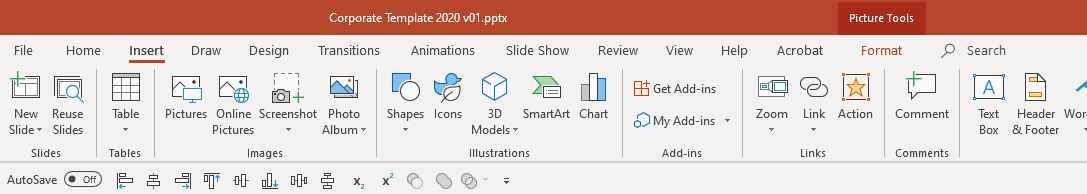 Corporate Template 2020 v01.pptx
Picture Tools
File Home Insert Draw Design Transitions Animations Slide Show Review View Help Acrobat Format Search
New Slide
Reuse Slides
Table
Pictures
Online Pictures
Screenshot
Photo Album
Shapes
Icons
3D Models
SmartArt
Chart
Get Add-ins
My Add-ins
Zoom
Link
Action
Comment
Text Box
Header & Footer
Slides Tables Images Illustrations Add-ins Links Comments
AutoSave Off x₂ x²